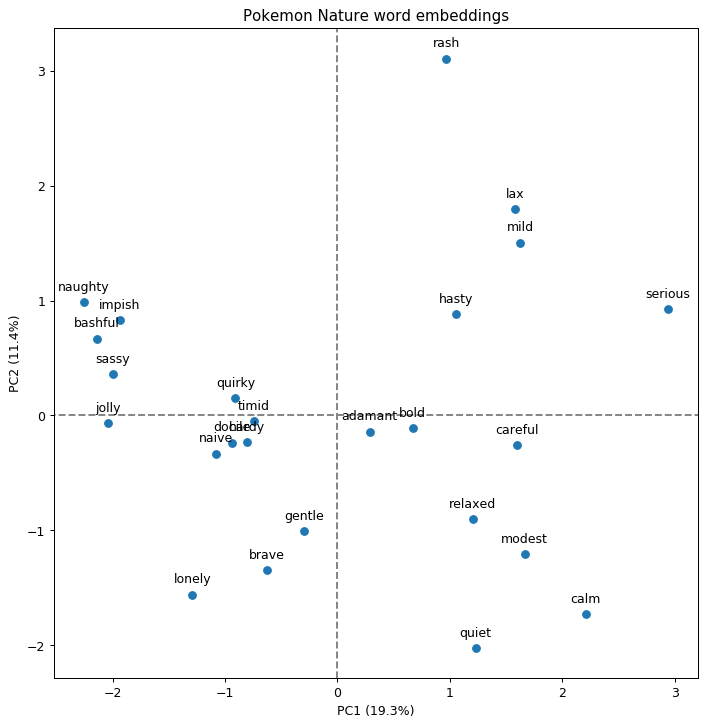 Pokemon Nature word embeddings
rash
3
lax
2
mild
naughty
impish
hasty
serious
1
bashful
sassy
quirky
timid
jolly
0
adamant
bold
docile
hardy
naive
careful
relaxed
gentle
−1
modest
brave
lonely
calm
quiet
−2
PC2 (11.4%)
−2 −1 0 1 2 3
PC1 (19.3%)